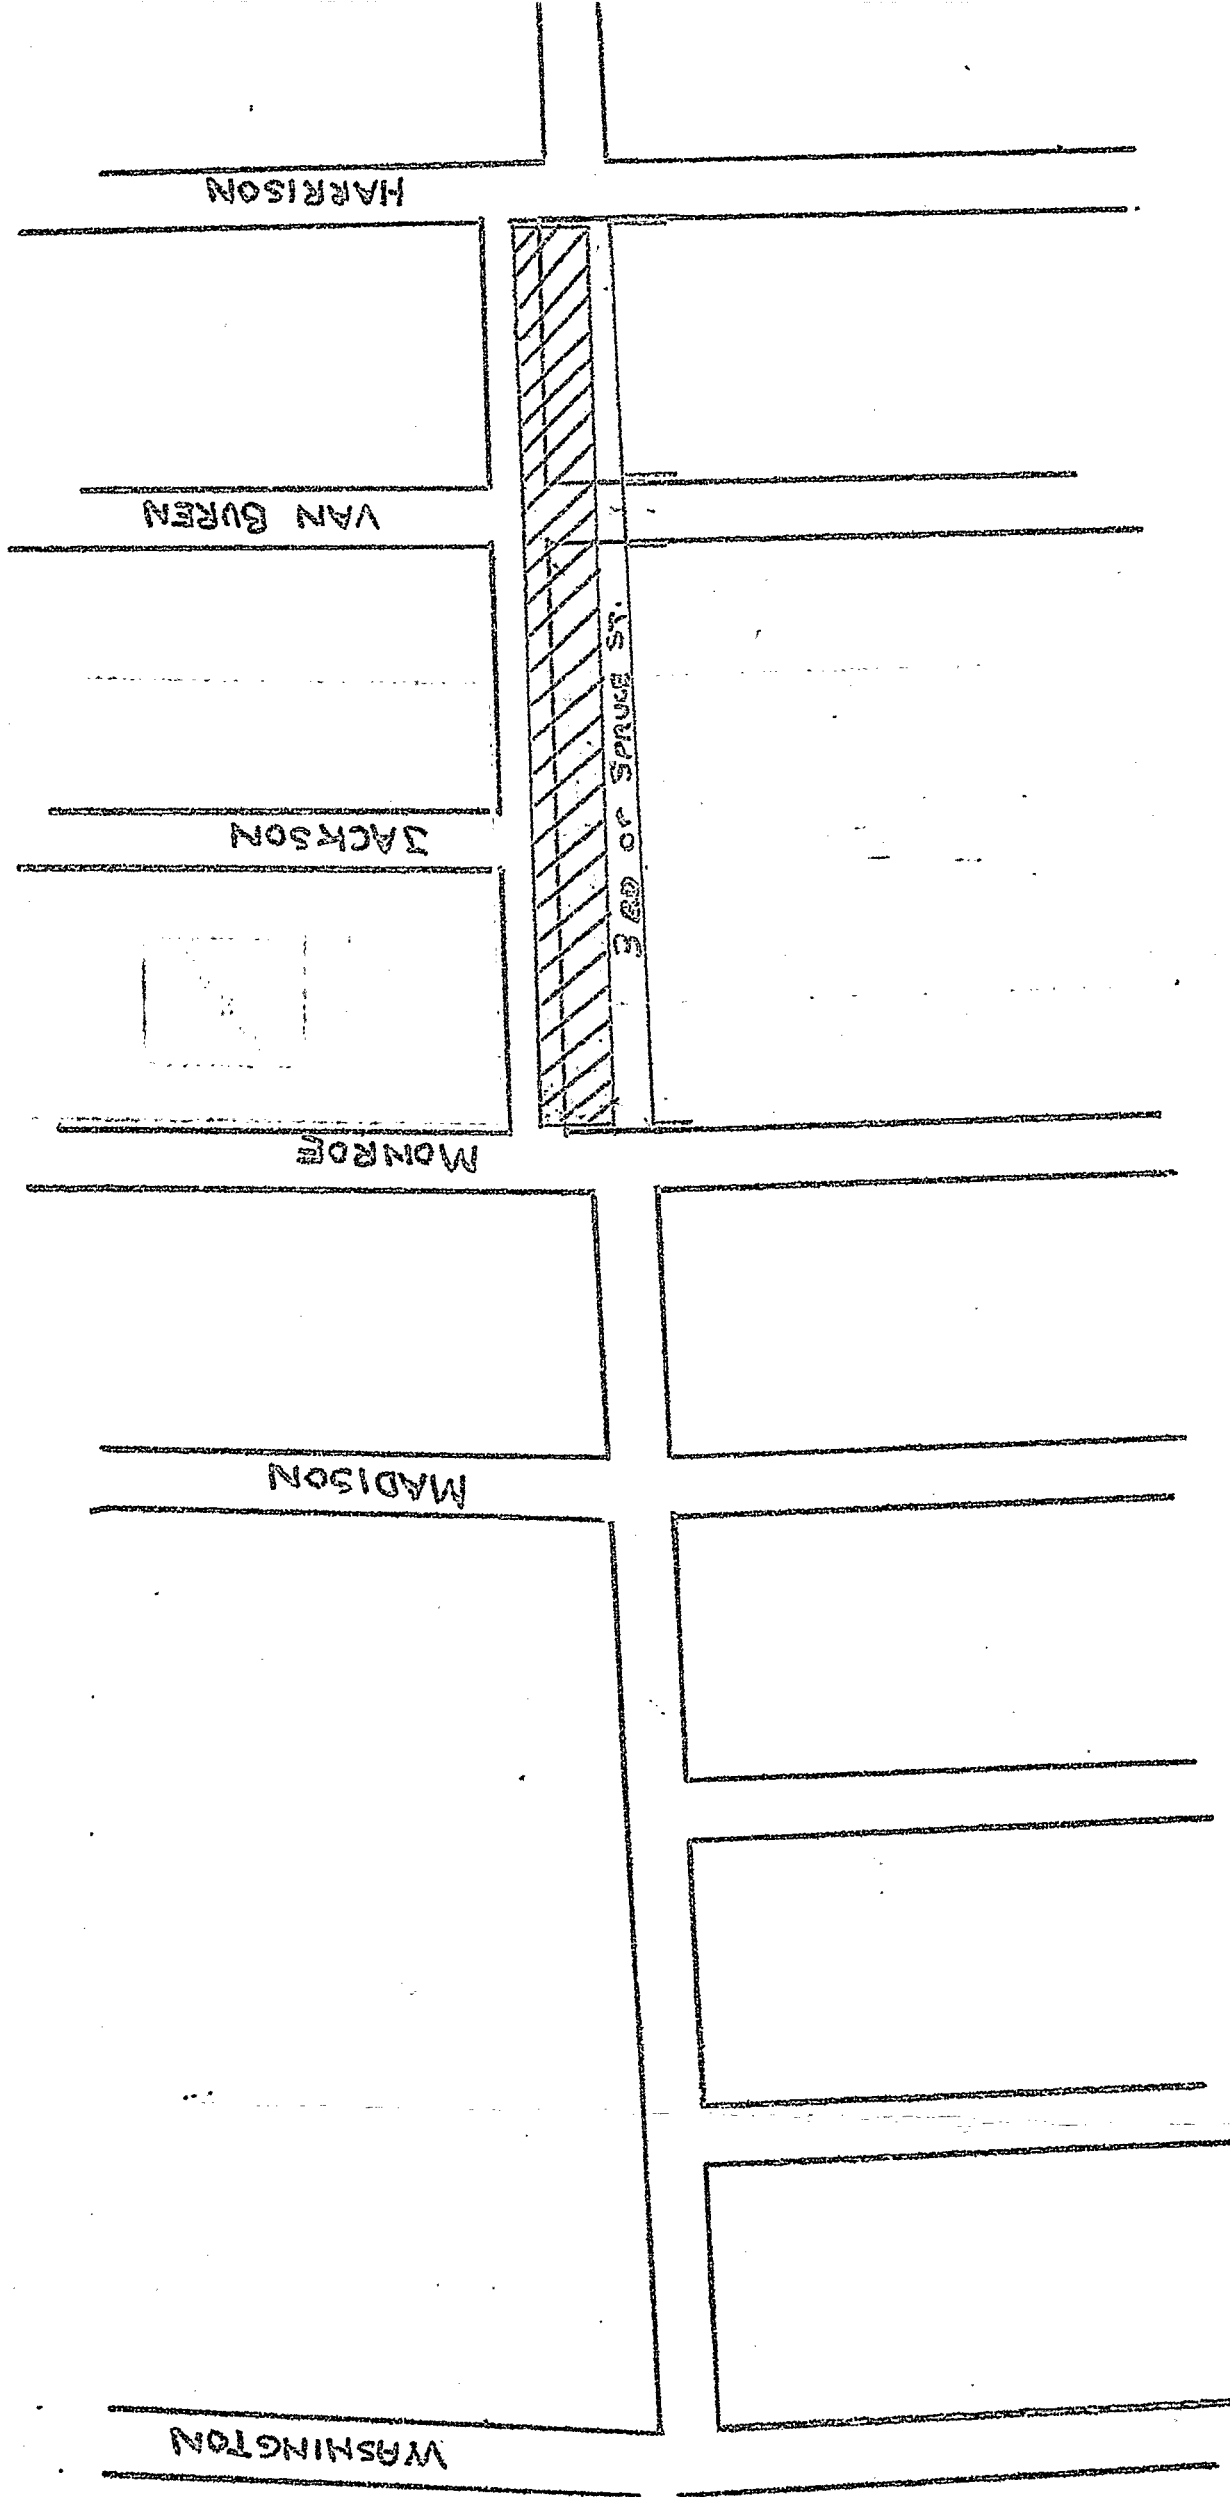 HARRISON
VAN BUREN
3RD or SPRUCE ST.
JACKSON
MONROE
MADISON
WASHINGTON